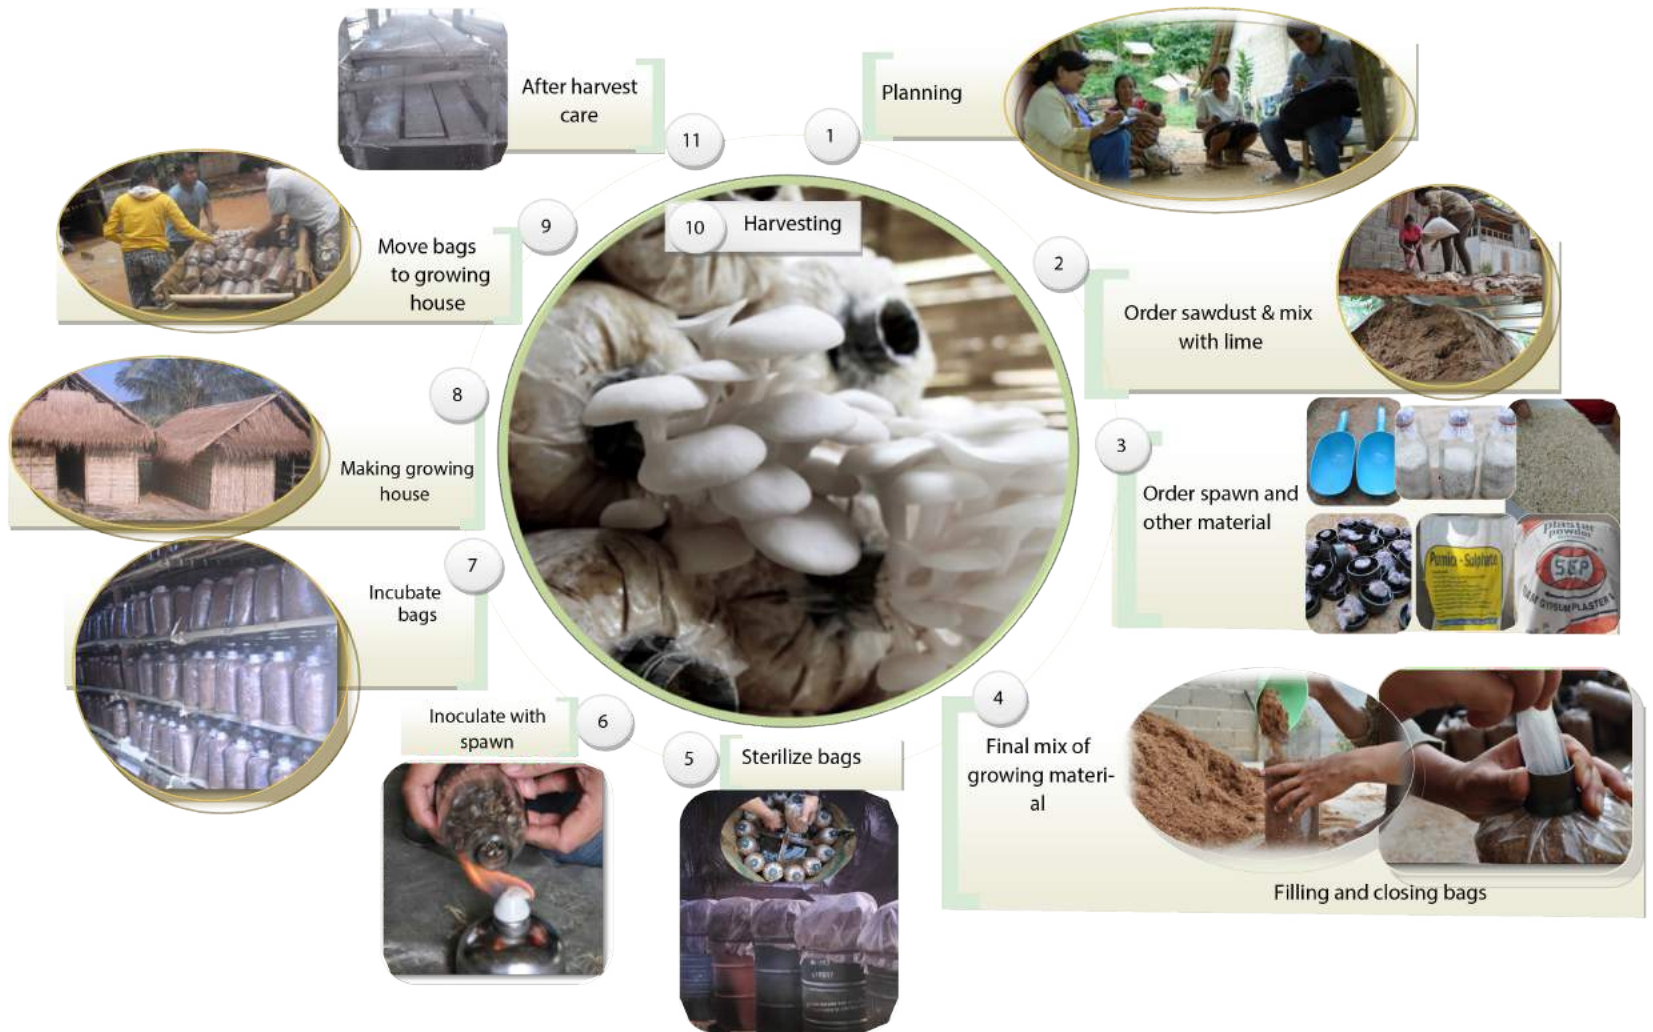 After harvest
care
11
1
Planning
9
Move bags
to growing
house
10
Harvesting
2
Order sawdust & mix
with lime
8
Making growing
house
3
Order spawn and
other material
plaster
powder
Pumice - Sulphate
GYPSUM PLASTER
7
Incubate
bags
4
Final mix of
growing materi-
al
Filling and closing bags
6
Inoculate with
spawn
5
Sterilize bags